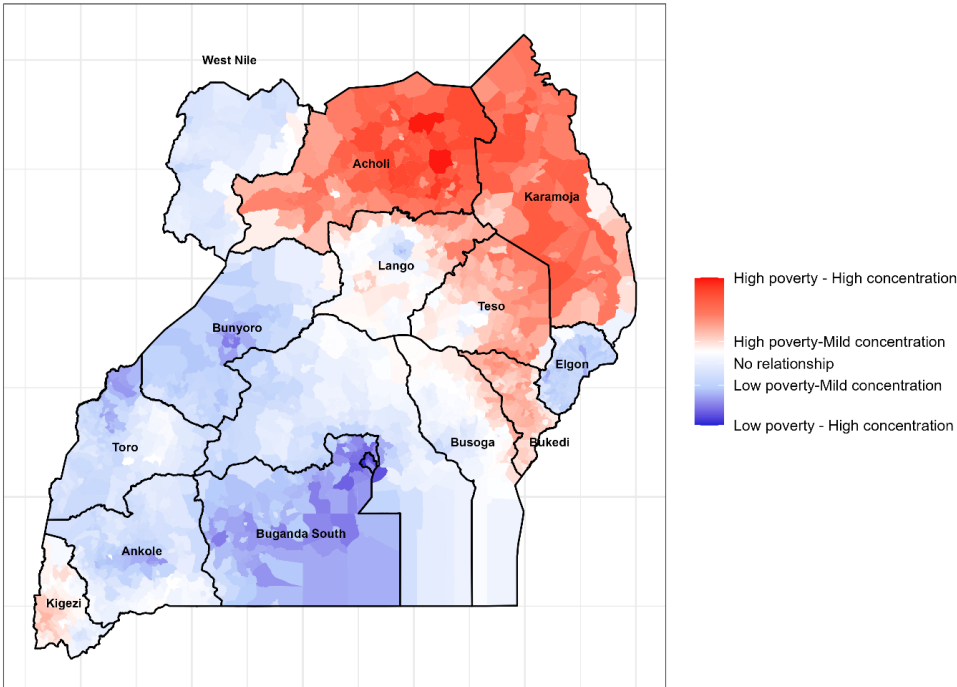 West Nile
Acholi
Karamoja
Lango
Teso
Bunyoro
Elgon
Toro
Busoga
Bukedi
Buganda South
Ankole
Kigezi
High poverty - High concentration
High poverty-Mild concentration
No relationship
Low poverty-Mild concentration
Low poverty - High concentration